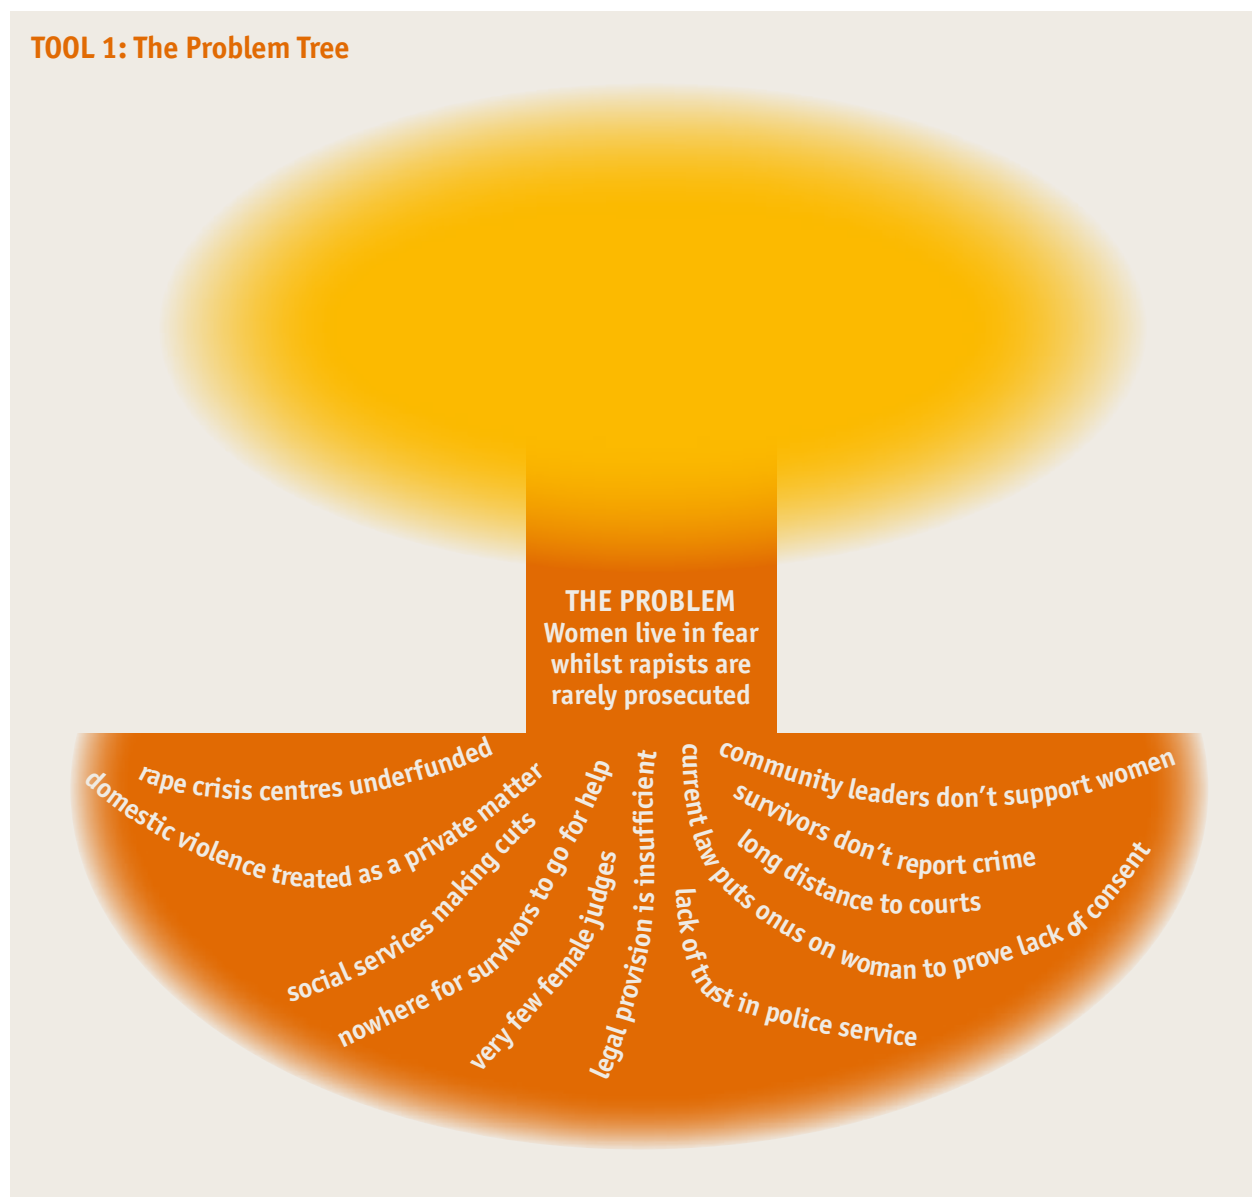 TOOL 1: The Problem Tree
THE PROBLEM
Women live in fear
whilst rapists are
rarely prosecuted
rape crisis centres underfunded
domestic violence treated as a private matter
social services making cuts
nowhere for survivors to go for help
very few female judges
legal provision is insufficient
lack of trust in police service
current law puts onus on woman to prove lack of consent
long distance to courts
survivors don’t report crime
community leaders don’t support women